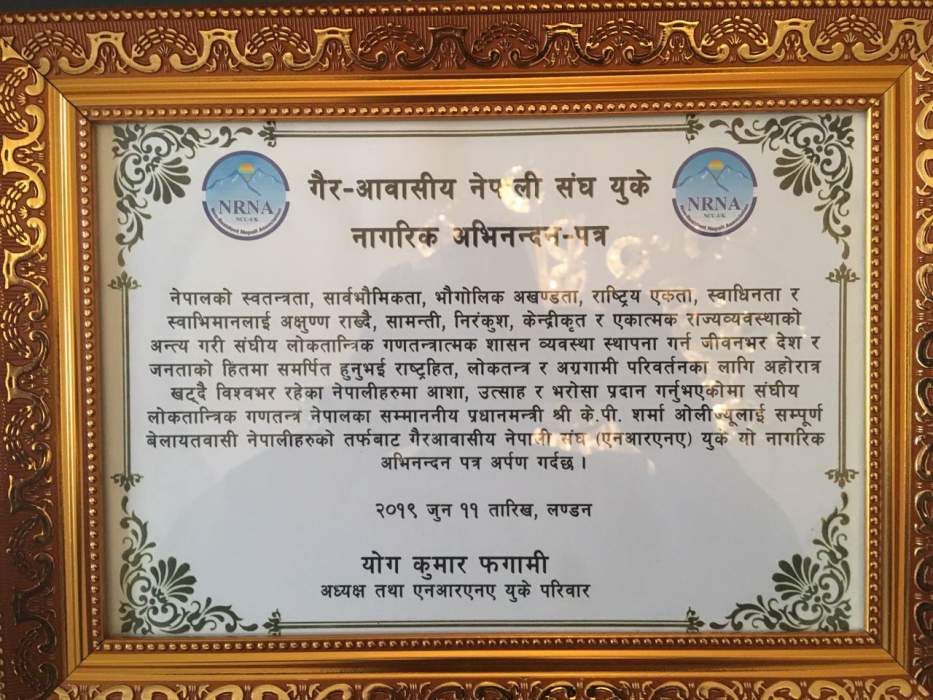 गैर-आवासीय नेपाली संघ युके
नागरिक अभिनन्दन-पत्र
NRNA
NCC-UK
NRNA
NCC-UK
नेपालको स्वतन्त्रता, सार्वभौमिकता, भौगोलिक अखण्डता, राष्ट्रिय एकता, स्वाधिनता र
स्वाभिमानलाई अक्षुण्ण राख्दै, सामन्ती, निरंकुश, केन्द्रीकृत र एकात्मक राज्यव्यवस्थाको
अन्त्य गरी संघीय लोकतान्त्रिक गणतन्त्रात्मक शासन व्यवस्था स्थापना गर्न जीवनभर देश र
जनताको हितमा समर्पित हुनुभई राष्ट्रहित, लोकतन्त्र र अग्रगामी परिवर्तनका लागि अहोरात्र
खट्दै विश्वभर रहेका नेपालीहरुमा आशा, उत्साह र भरोसा प्रदान गर्नुभएकोमा संघीय
लोकतान्त्रिक गणतन्त्र नेपालका सम्माननीय प्रधानमन्त्री श्री के.पी. शर्मा ओलीज्यूलाई सम्पूर्ण
बेलायतवासी नेपालीहरुको तर्फबाट गैरआवासीय नेपाली संघ (एनआरएनए) युके यो नागरिक
अभिनन्दन पत्र अर्पण गर्दछ ।
२०१९ जुन ११ तारिख, लण्डन
योग कुमार फगामी
अध्यक्ष तथा एनआरएनए युके परिवार